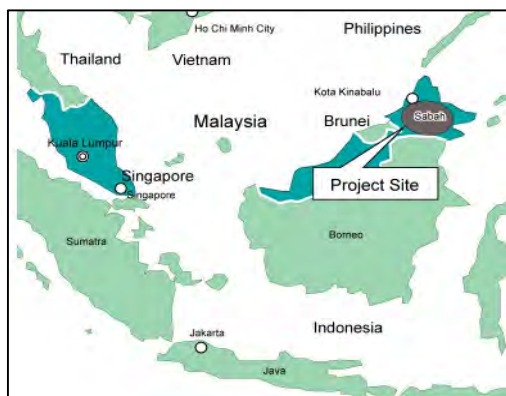 Ho Chi Minh City
Philippines
Thailand
Vietnam
Kota Kinabalu
Sabah
Malaysia
Brunei
Kuala Lumpur
Singapore
Singapore
Project Site
Sumatra
Borneo
Indonesia
Jakarta
Java